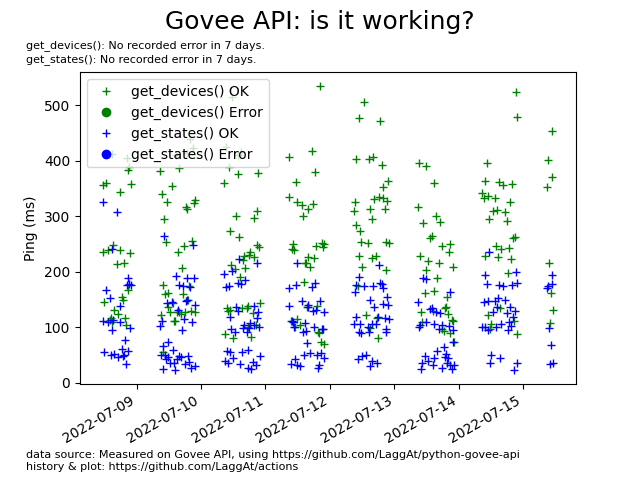 Govee API: is it working?
get_devices(): No recorded error in 7 days.
get_states(): No recorded error in 7 days.
get_devices() OK
get_devices() Error
get_states() OK
get_states() Error
Ping (ms)
500
400
300
200
100
0
2022-07-09
2022-07-10
2022-07-11
2022-07-12
2022-07-13
2022-07-14
2022-07-15
data source: Measured on Govee API, using https://github.com/LaggAt/python-govee-api
history & plot: https://github.com/LaggAt/actions